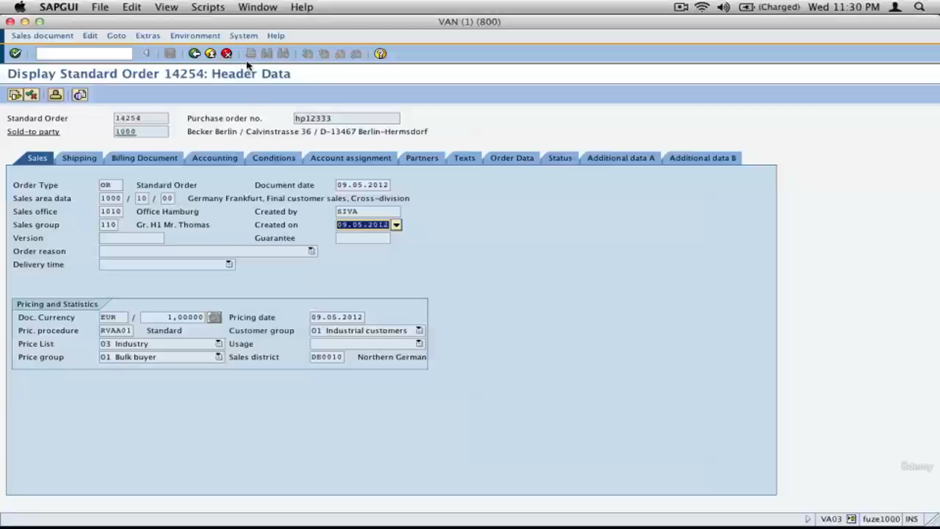 SAPGUI File Edit View Scripts Window Help (Charged) Wed 11:30 PM
VAN (1) (800)
Sales document Edit Goto Extras Environment System Help
Display Standard Order 14254: Header Data
Standard Order 14254 Purchase order no. hp12333
Sold-to party 1000 Becker Berlin / Calvinstrasse 36 / D-13467 Berlin-Hermsdorf
Sales Shipping Billing Document Accounting Conditions Account assignment Partners Texts Order Data Status Additional data A Additional data B
Order Type OR Standard Order Document date 09.05.2012
Sales area data 1000 / 10 / 00 Germany Frankfurt, Final customer sales, Cross-division
Sales office 1010 Office Hamburg Created by SIVA
Sales group 110 Gr. H1 Mr. Thomas Created on 09.05.2012
Version Guarantee
Order reason
Delivery time
Pricing and Statistics
Doc. Currency EUR / 1,00000 Pricing date 09.05.2012
Pric. procedure RVAA01 Standard Customer group 01 Industrial customers
Price List 03 Industry Usage
Price group 01 Bulk buyer Sales district DE0010 Northern German
Udemy
VA03 fuze1000 INS